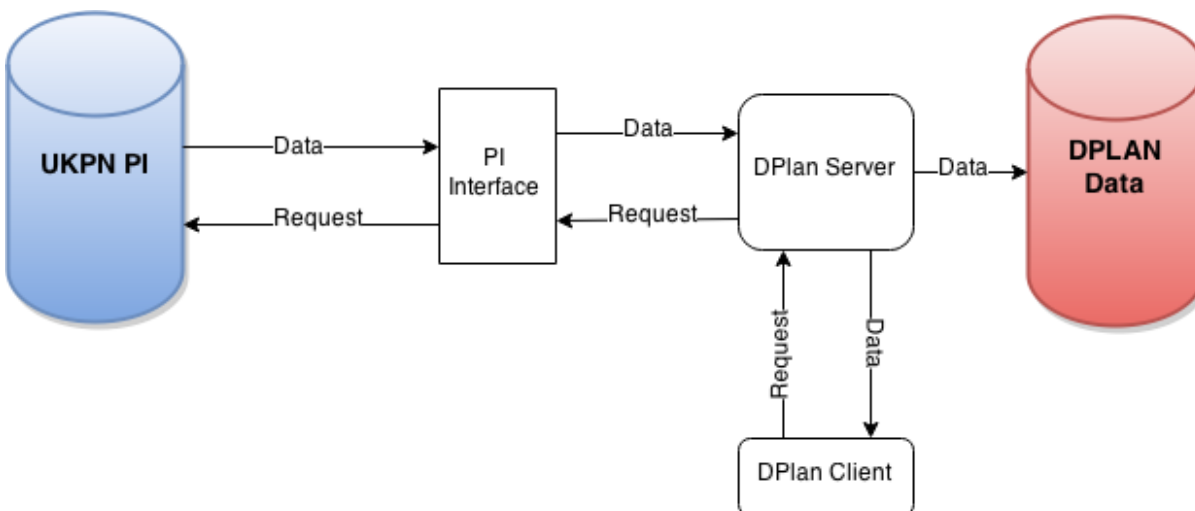 UKPN PI
Data
Request
PI
Interface
Data
Request
DPlan Server
Data
DPLAN
Data
Request
Data
DPlan Client